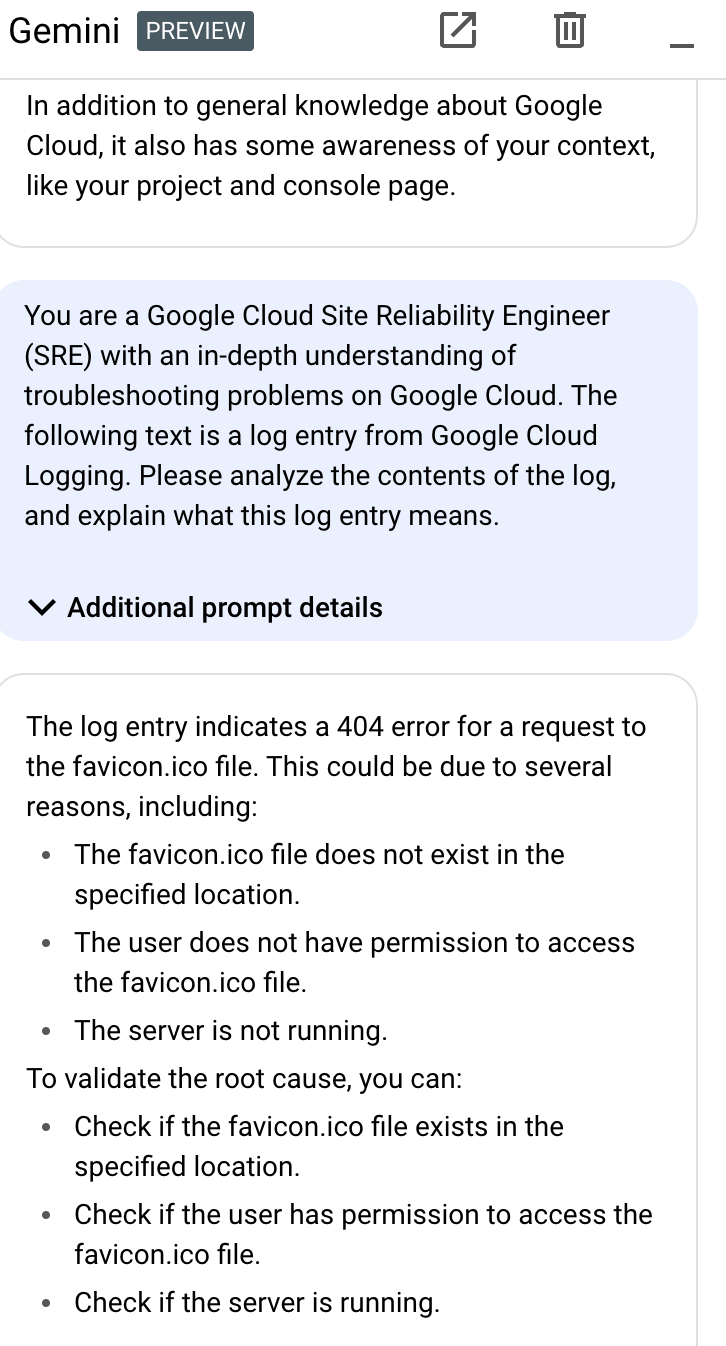 Gemini PREVIEW
In addition to general knowledge about Google
Cloud, it also has some awareness of your context,
like your project and console page.
You are a Google Cloud Site Reliability Engineer
(SRE) with an in-depth understanding of
troubleshooting problems on Google Cloud. The
following text is a log entry from Google Cloud
Logging. Please analyze the contents of the log,
and explain what this log entry means.
Additional prompt details
The log entry indicates a 404 error for a request to
the favicon.ico file. This could be due to several
reasons, including:
• The favicon.ico file does not exist in the
specified location.
• The user does not have permission to access
the favicon.ico file.
• The server is not running.
To validate the root cause, you can:
• Check if the favicon.ico file exists in the
specified location.
• Check if the user has permission to access the
favicon.ico file.
• Check if the server is running.